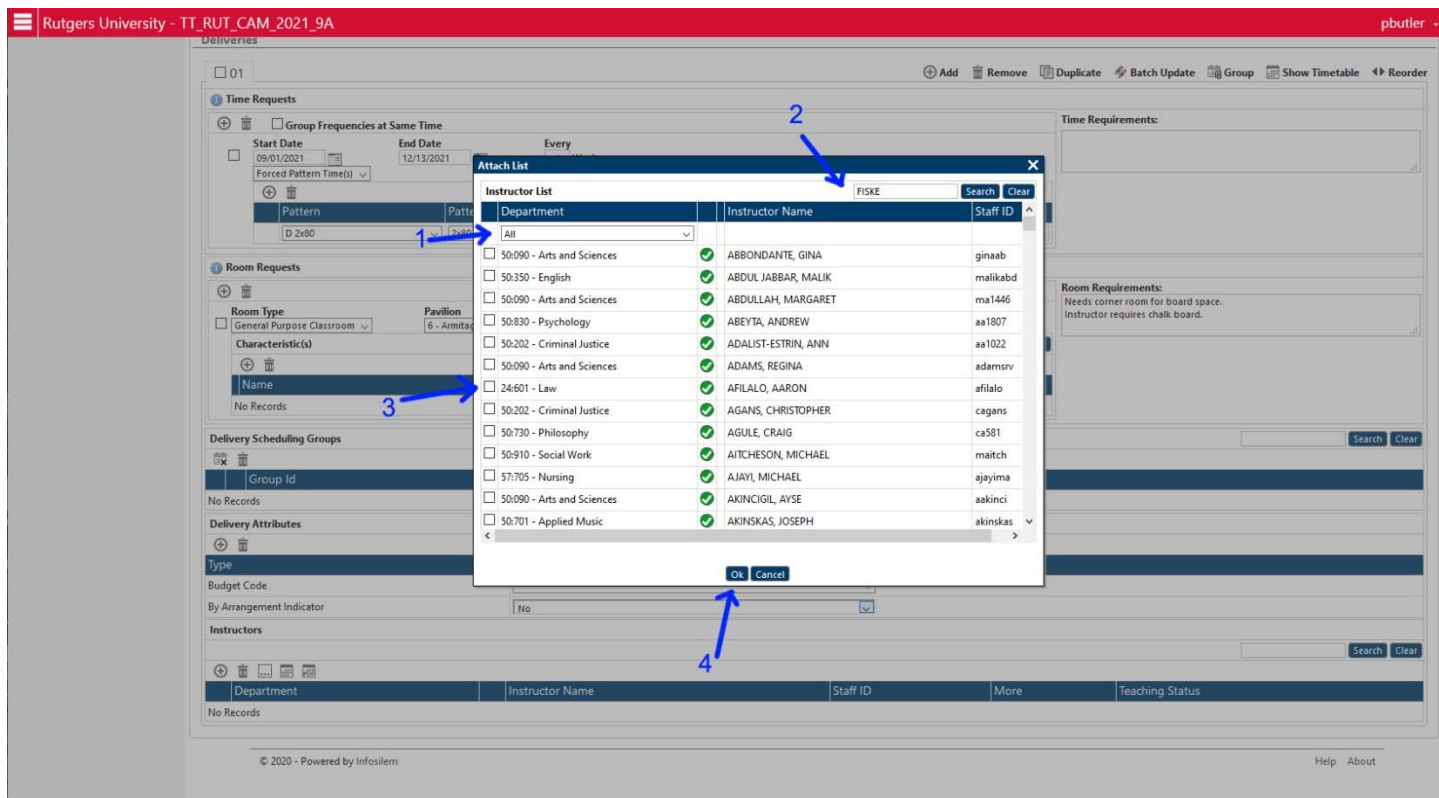 Rutgers University - TT_RUT_CAM_2021_9A
pbutler
Deliveries
01
Add Remove Duplicate Batch Update Group Show Timetable Reorder
Time Requests
Group Frequencies at Same Time
Time Requirements:
Start Date End Date Every
09/01/2021 12/13/2021
Forced Pattern Time(s)
Pattern
D 2x80
Room Requests
Room Type Pavilion
General Purpose Classroom
Characteristic(s)
Name
No Records
Room Requirements:
Needs corner room for board space.
Instructor requires chalk board.
Attach List
Instructor List FISKE Search Clear
Department Instructor Name Staff ID
All
50:090 - Arts and Sciences ABBONDANTE, GINA ginaab
50:350 - English ABDUL JABBAR, MALIK malikabd
50:090 - Arts and Sciences ABDULLAH, MARGARET ma1446
50:830 - Psychology ABEYTA, ANDREW aa1807
50:202 - Criminal Justice ADALIST-ESTRIN, ANN aa1022
50:090 - Arts and Sciences ADAMS, REGINA adamsrv
24:601 - Law AFILALO, AARON afilalo
50:202 - Criminal Justice AGANS, CHRISTOPHER cagans
50:730 - Philosophy AGULE, CRAIG ca581
50:910 - Social Work AITCHESON, MICHAEL maitch
57:705 - Nursing AJAYI, MICHAEL ajayima
50:090 - Arts and Sciences AKINCIGIL, AYSE aakinci
50:701 - Applied Music AKINSKAS, JOSEPH akinskas
Ok Cancel
1
2
3
4
Delivery Scheduling Groups
Search Clear
Group Id
No Records
Delivery Attributes
Type
Budget Code
By Arrangement Indicator No
Instructors
Search Clear
Department Instructor Name Staff ID More Teaching Status
No Records
© 2020 - Powered by Infosilem
Help About